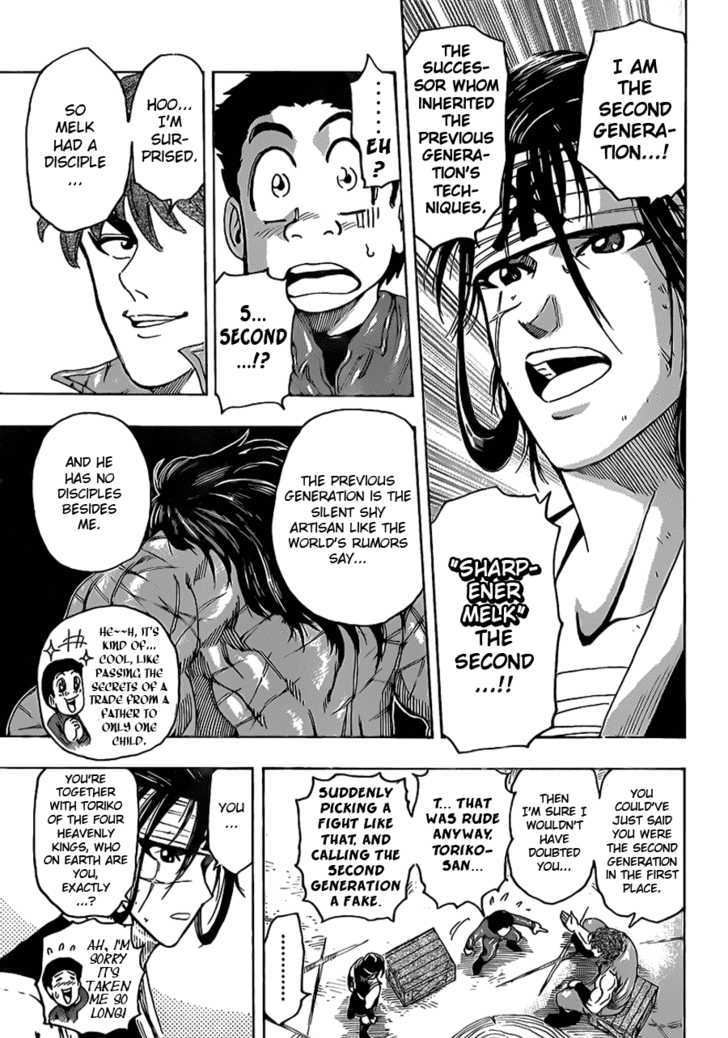 I AM
THE
SECOND
GENERA-
TION...!
THE
SUCCES-
SOR WHOM
INHERITED
THE
PREVIOUS
GENERA-
TION'S
TECH-
NIQUES.
"SHARP-
ENER
MELK"
THE
SECOND
...!!
......
EH
?
S...
SECOND
...!?
HOO...
I'M
SUR-
PRISED.
SO
MELK
HAD A
DISCIPLE
...
THE PREVIOUS
GENERATION IS THE
SILENT SHY
ARTISAN LIKE THE
WORLD'S RUMORS
SAY...
AND HE
HAS NO
DISCIPLES
BESIDES
ME.
HE~~H, IT'S
KIND OF...
COOL, LIKE
PASSING THE
SECRETS OF A
TRADE FROM A
FATHER TO
ONLY ONE
CHILD.
YOU
COULD'VE
JUST SAID
YOU WERE
THE SECOND
GENERATION
IN THE FIRST
PLACE.
THEN
I'M SURE I
WOULDN'T
HAVE
DOUBTED
YOU...
T... THAT
WAS RUDE
ANYWAY,
TORIKO-
SAN...
SUDDENLY
PICKING A
FIGHT LIKE
THAT, AND
CALLING THE
SECOND
GENERATION
A FAKE.
......
YOU
...
YOU'RE
TOGETHER
WITH TORIKO
OF THE FOUR
HEAVENLY
KINGS, WHO
ON EARTH ARE
YOU,
EXACTLY
...?
AH, I'M
SORRY
IT'S
TAKEN
ME SO
LONG!